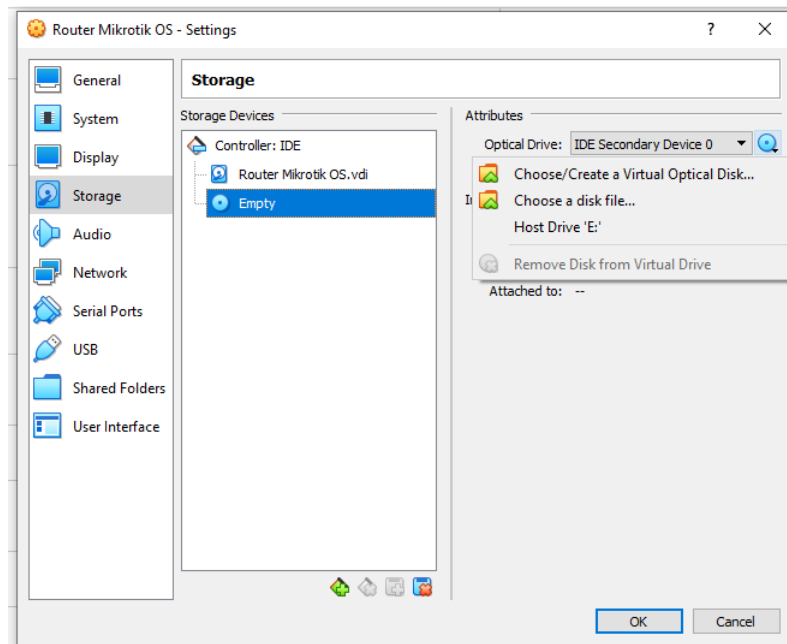 Router Mikrotik OS - Settings
?
General
System
Display
Storage
Audio
Network
Serial Ports
USB
Shared Folders
User Interface
Storage
Storage Devices
Controller: IDE
Router Mikrotik OS.vdi
Empty
Attributes
Optical Drive: IDE Secondary Device 0
Choose/Create a Virtual Optical Disk...
Choose a disk file...
Host Drive 'E:'
Remove Disk from Virtual Drive
Attached to: --
OK
Cancel